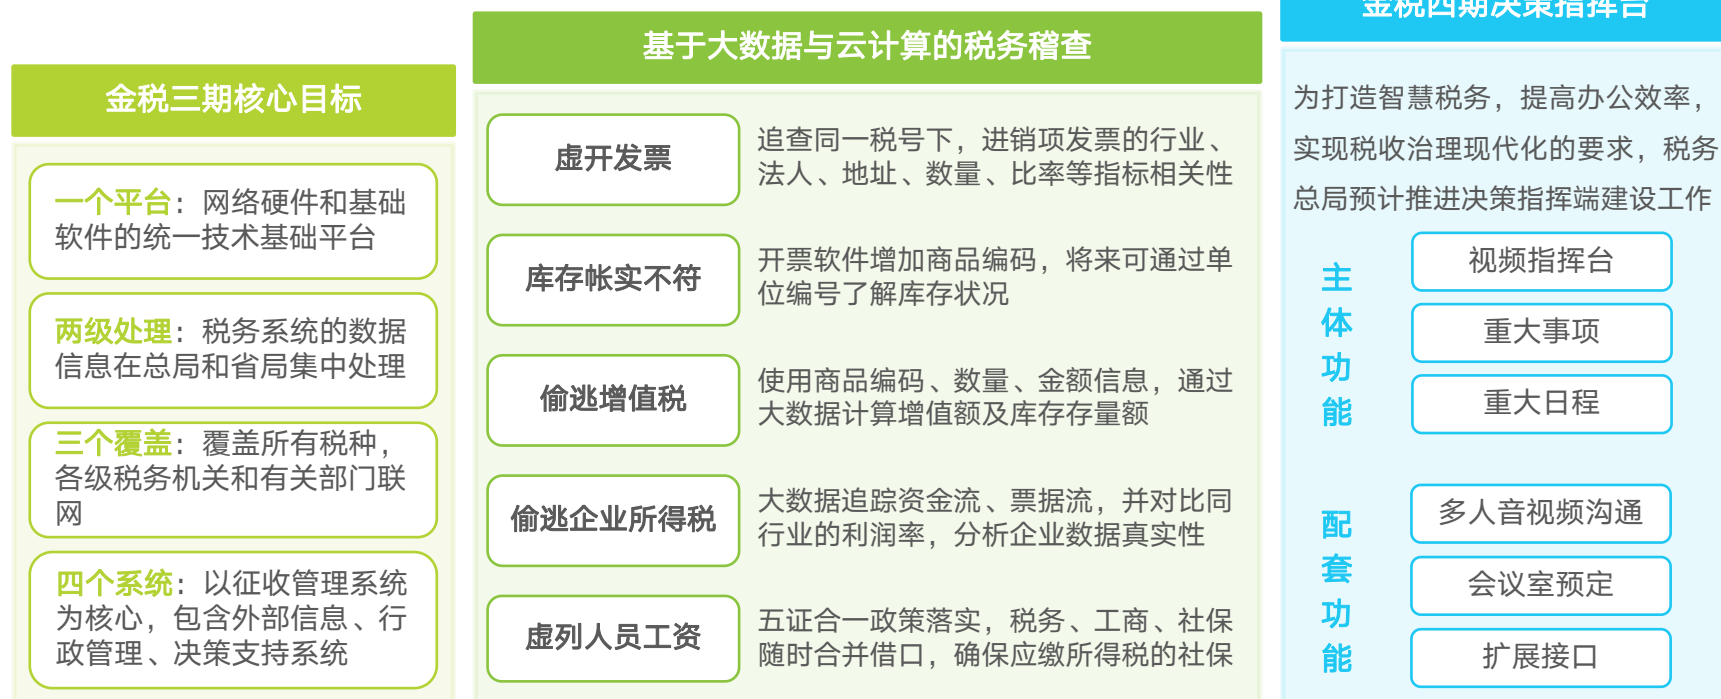 金税三期核心目标
一个平台：网络硬件和基础
软件的统一技术基础平台
两级处理：税务系统的数据
信息在总局和省局集中处理
三个覆盖：覆盖所有税种，
各级税务机关和有关部门联
网
四个系统：以征收管理系统
为核心，包含外部信息、行
政管理、决策支持系统
基于大数据与云计算的税务稽查
虚开发票
追查同一税号下，进销项发票的行业、
法人、地址、数量、比率等指标相关性
库存帐实不符
开票软件增加商品编码，将来可通过单
位编号了解库存状况
偷逃增值税
使用商品编码、数量、金额信息，通过
大数据计算增值额及库存存量额
偷逃企业所得税
大数据追踪资金流、票据流，并对比同
行业的利润率，分析企业数据真实性
虚列人员工资
五证合一政策落实，税务、工商、社保
随时合并借口，确保应缴所得税的社保
金税四期决策指挥台
为打造智慧税务，提高办公效率，
实现税收治理现代化的要求，税务
总局预计推进决策指挥端建设工作
主体功能
视频指挥台
重大事项
重大日程
配套功能
多人音视频沟通
会议室预定
扩展接口